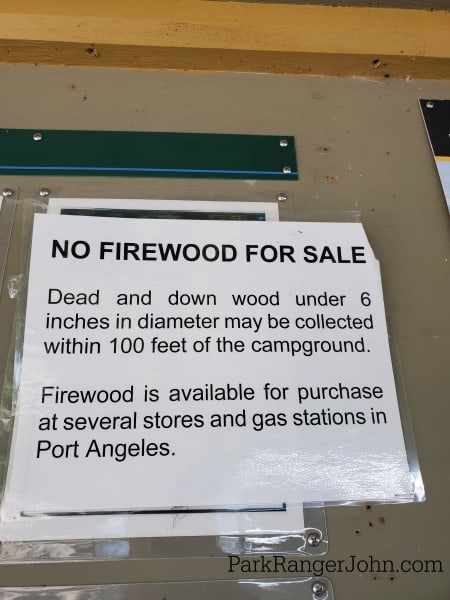 NO FIREWOOD FOR SALE
Dead and down wood under 6
inches in diameter may be collected
within 100 feet of the campground.
Firewood is available for purchase
at several stores and gas stations in
Port Angeles.
ParkRangerJohn.com